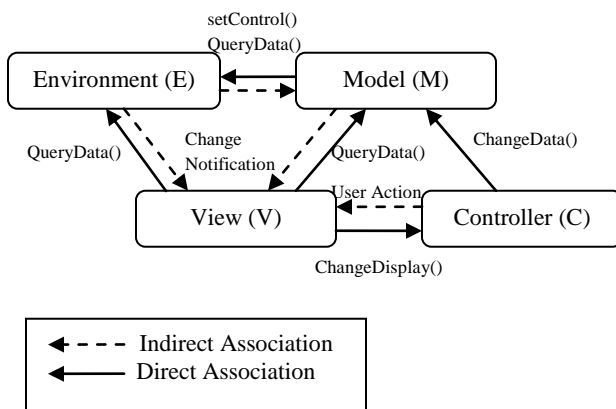 setControl()
QueryData()
Environment (E)
Model (M)
QueryData()
Change
Notification
QueryData()
ChangeData()
User Action
View (V)
Controller (C)
ChangeDisplay()
Indirect Association
Direct Association